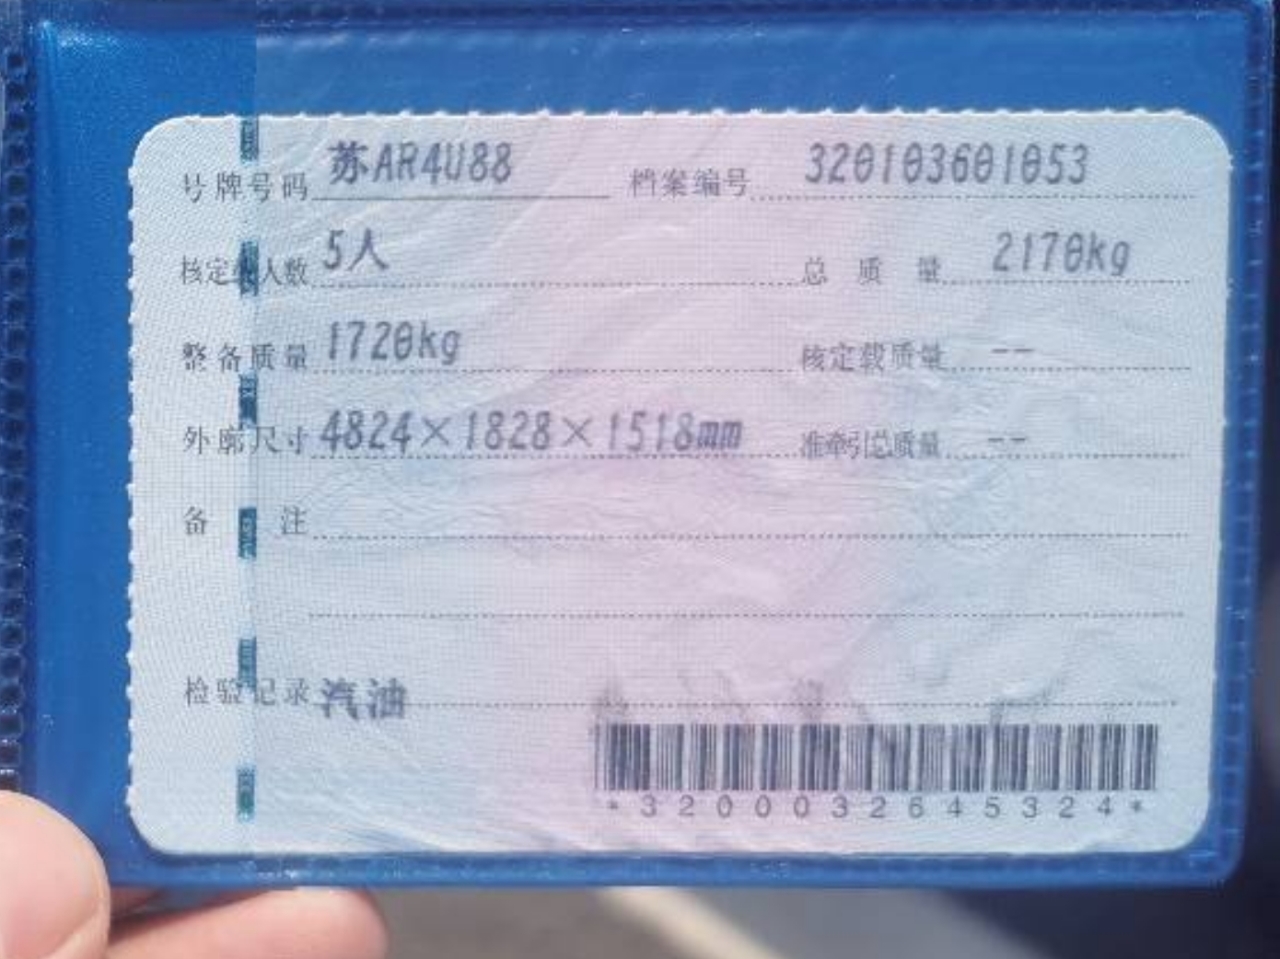 号牌号码 苏AR4U88 档案编号 320103601053
核定载人数 5人 总质量 2170kg
整备质量 1720kg 核定载质量 --
外廓尺寸 4824×1828×1518mm 准牵引总质量 --
备注
检验记录 汽油
*3200032645324*